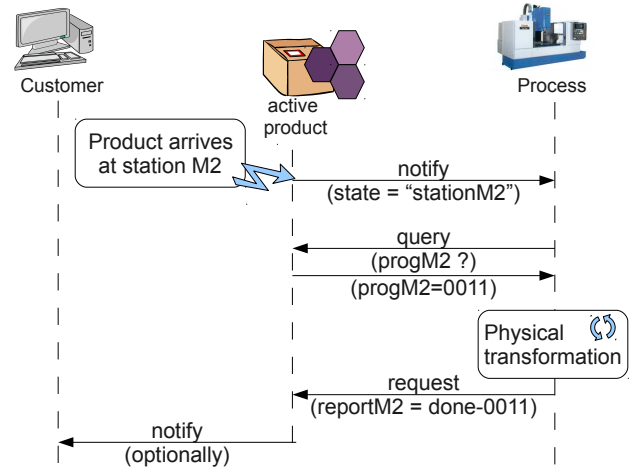 Customer
active
product
Process
Product arrives
at station M2
notify
(state = “stationM2”)
query
(progM2 ?)
(progM2=0011)
Physical
transformation
request
(reportM2 = done-0011)
notify
(optionally)